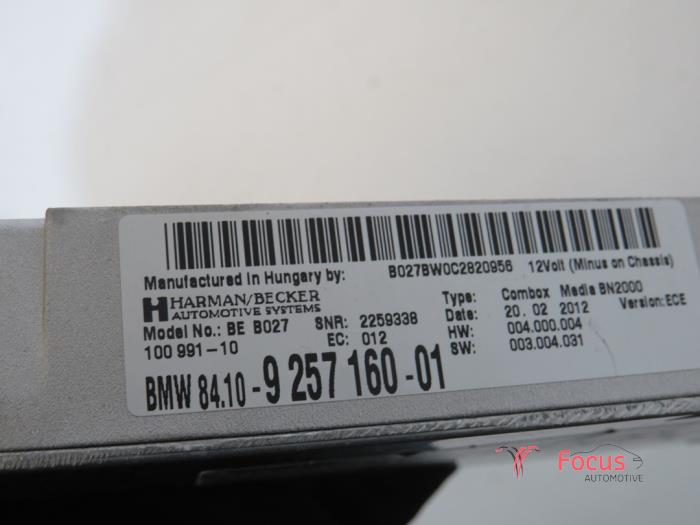 B027BW0C2820956 12Volt (Minus on Chassis)
Manufactured in Hungary by:
HARMAN/BECKER
AUTOMOTIVE SYSTEMS
Type: Combox Media BN2000
Model No.: BE B027 SNR: 2259338 Date: 20. 02 2012 Version: ECE
100 991-10 EC: 012 HW: 004.000.004
SW: 003.004.031
BMW 84.10-9 257 160-01
Focus
AUTOMOTIVE